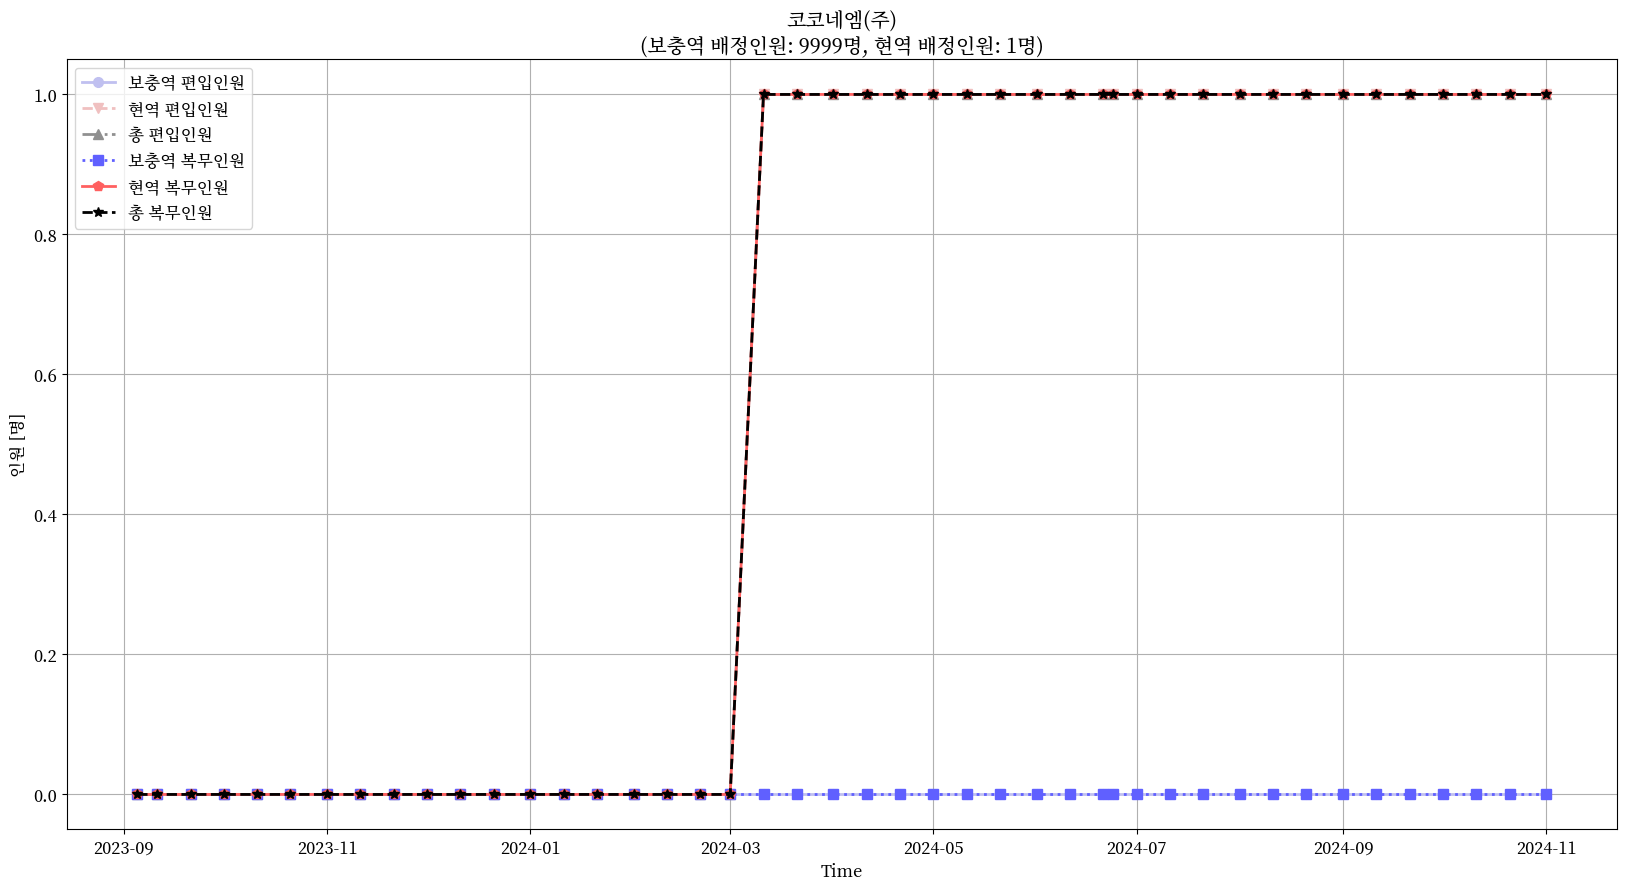 코코네엠(주)
(보충역 배정인원: 9999명, 현역 배정인원: 1명)
보충역 편입인원
현역 편입인원
총 편입인원
보충역 복무인원
현역 복무인원
총 복무인원
인원 [명]
1.0
0.8
0.6
0.4
0.2
0.0
2023-09
2023-11
2024-01
2024-03
2024-05
2024-07
2024-09
2024-11
Time